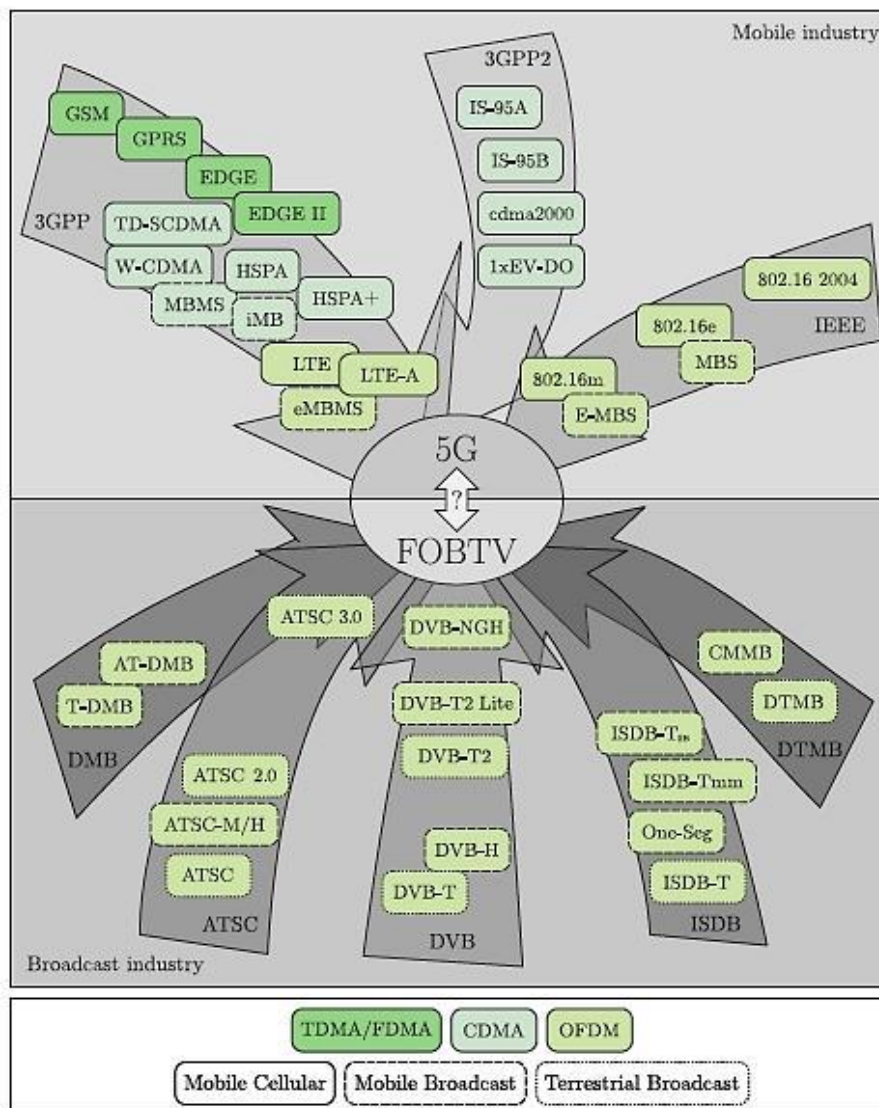 Mobile industry
3GPP2
GSM
GPRS
EDGE
EDGE II
3GPP
TD-SCDMA
W-CDMA
HSPA
MBMS
iMB
HSPA+
LTE
LTE-A
eMBMS
IS-95A
IS-95B
cdma2000
1xEV-DO
802.16 2004
802.16e
IEEE
MBS
802.16m
E-MBS
5G
?
FOBTV
ATSC 3.0
DVB-NGH
AT-DMB
T-DMB
DMB
CMMB
DTMB
DTMB
DVB-T2 Lite
DVB-T2
ISDB-Tsb
ISDB-Tmm
ATSC 2.0
ATSC-M/H
ATSC
ATSC
DVB-H
DVB-T
DVB
One-Seg
ISDB-T
ISDB
Broadcast industry
TDMA/FDMA
CDMA
OFDM
Mobile Cellular
Mobile Broadcast
Terrestrial Broadcast